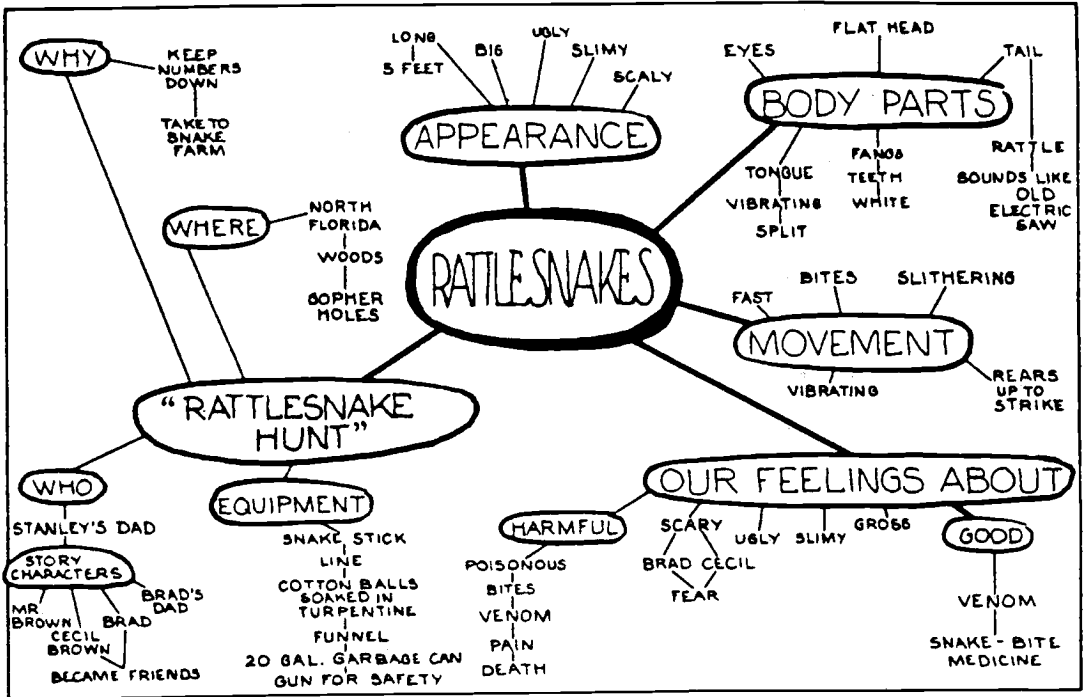 WHY
KEEP
NUMBERS
DOWN
TAKE TO
SNAKE
FARM
WHERE
NORTH
FLORIDA
WOODS
GOPHER
HOLES
LONG
5 FEET
BIG
UGLY
SLIMY
SCALY
APPEARANCE
EYES
FLAT HEAD
TAIL
BODY PARTS
TONGUE
VIBRATING
SPLIT
FANGS
TEETH
WHITE
RATTLE
SOUNDS LIKE
OLD
ELECTRIC
SAW
RATTLESNAKES
FAST
BITES
SLITHERING
MOVEMENT
VIBRATING
REARS
UP TO
STRIKE
"RATTLESNAKE
HUNT"
WHO
STANLEY'S DAD
STORY
CHARACTERS
MR.
BROWN
CECIL
BROWN
BRAD
BRAD'S
DAD
BECAME FRIENDS
EQUIPMENT
SNAKE STICK
LINE
COTTON BALLS
SOAKED IN
TURPENTINE
FUNNEL
20 GAL. GARBAGE CAN
GUN FOR SAFETY
OUR FEELINGS ABOUT
HARMFUL
POISONOUS
BITES
VENOM
PAIN
DEATH
SCARY
BRAD CECIL
FEAR
UGLY
SLIMY
GROSS
GOOD
VENOM
SNAKE-BITE
MEDICINE